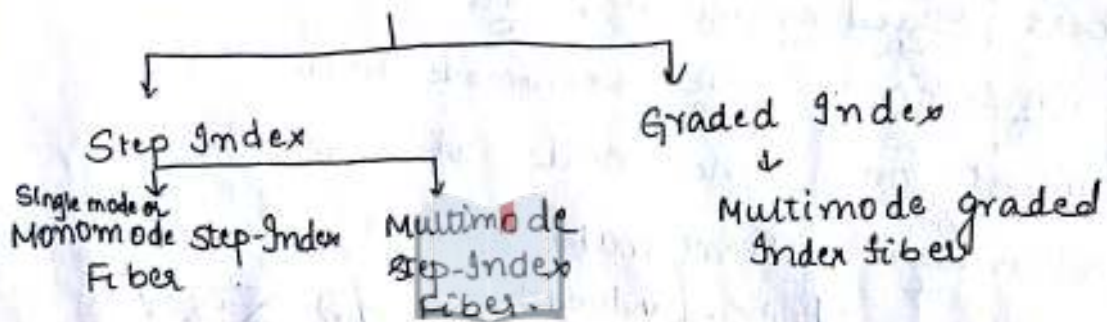 Step Index
Graded Index
Single mode or
Monomode Step-Index
Fiber
Multimode
Step-Index
Fiber.
Multimode graded
Index fiber